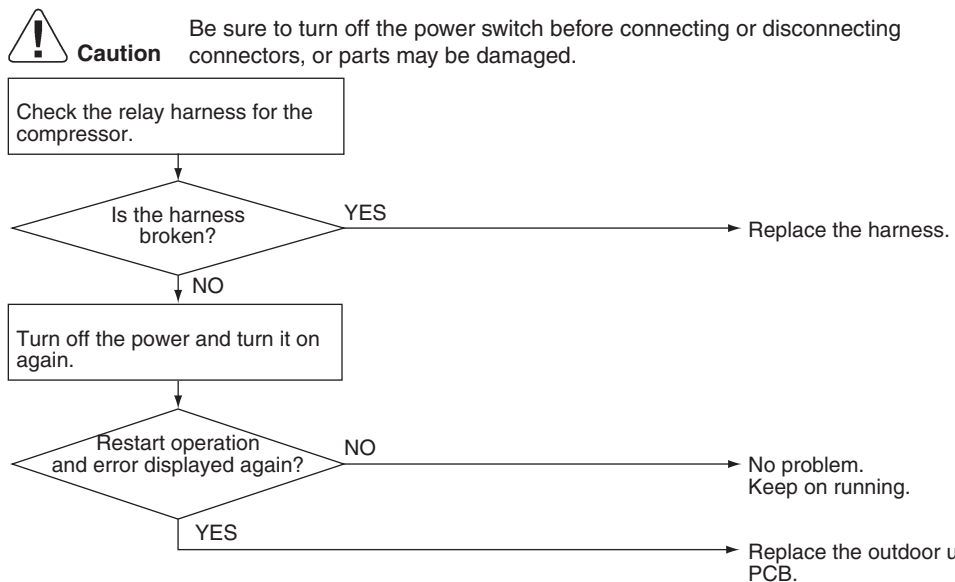 Be sure to turn off the power switch before connecting or disconnecting
Caution connectors, or parts may be damaged.
Check the relay harness for the
compressor.
Is the harness
broken?
YES
Replace the harness.
NO
Turn off the power and turn it on
again.
Restart operation
and error displayed again?
NO
No problem.
Keep on running.
YES
Replace the outdoor
PCB.